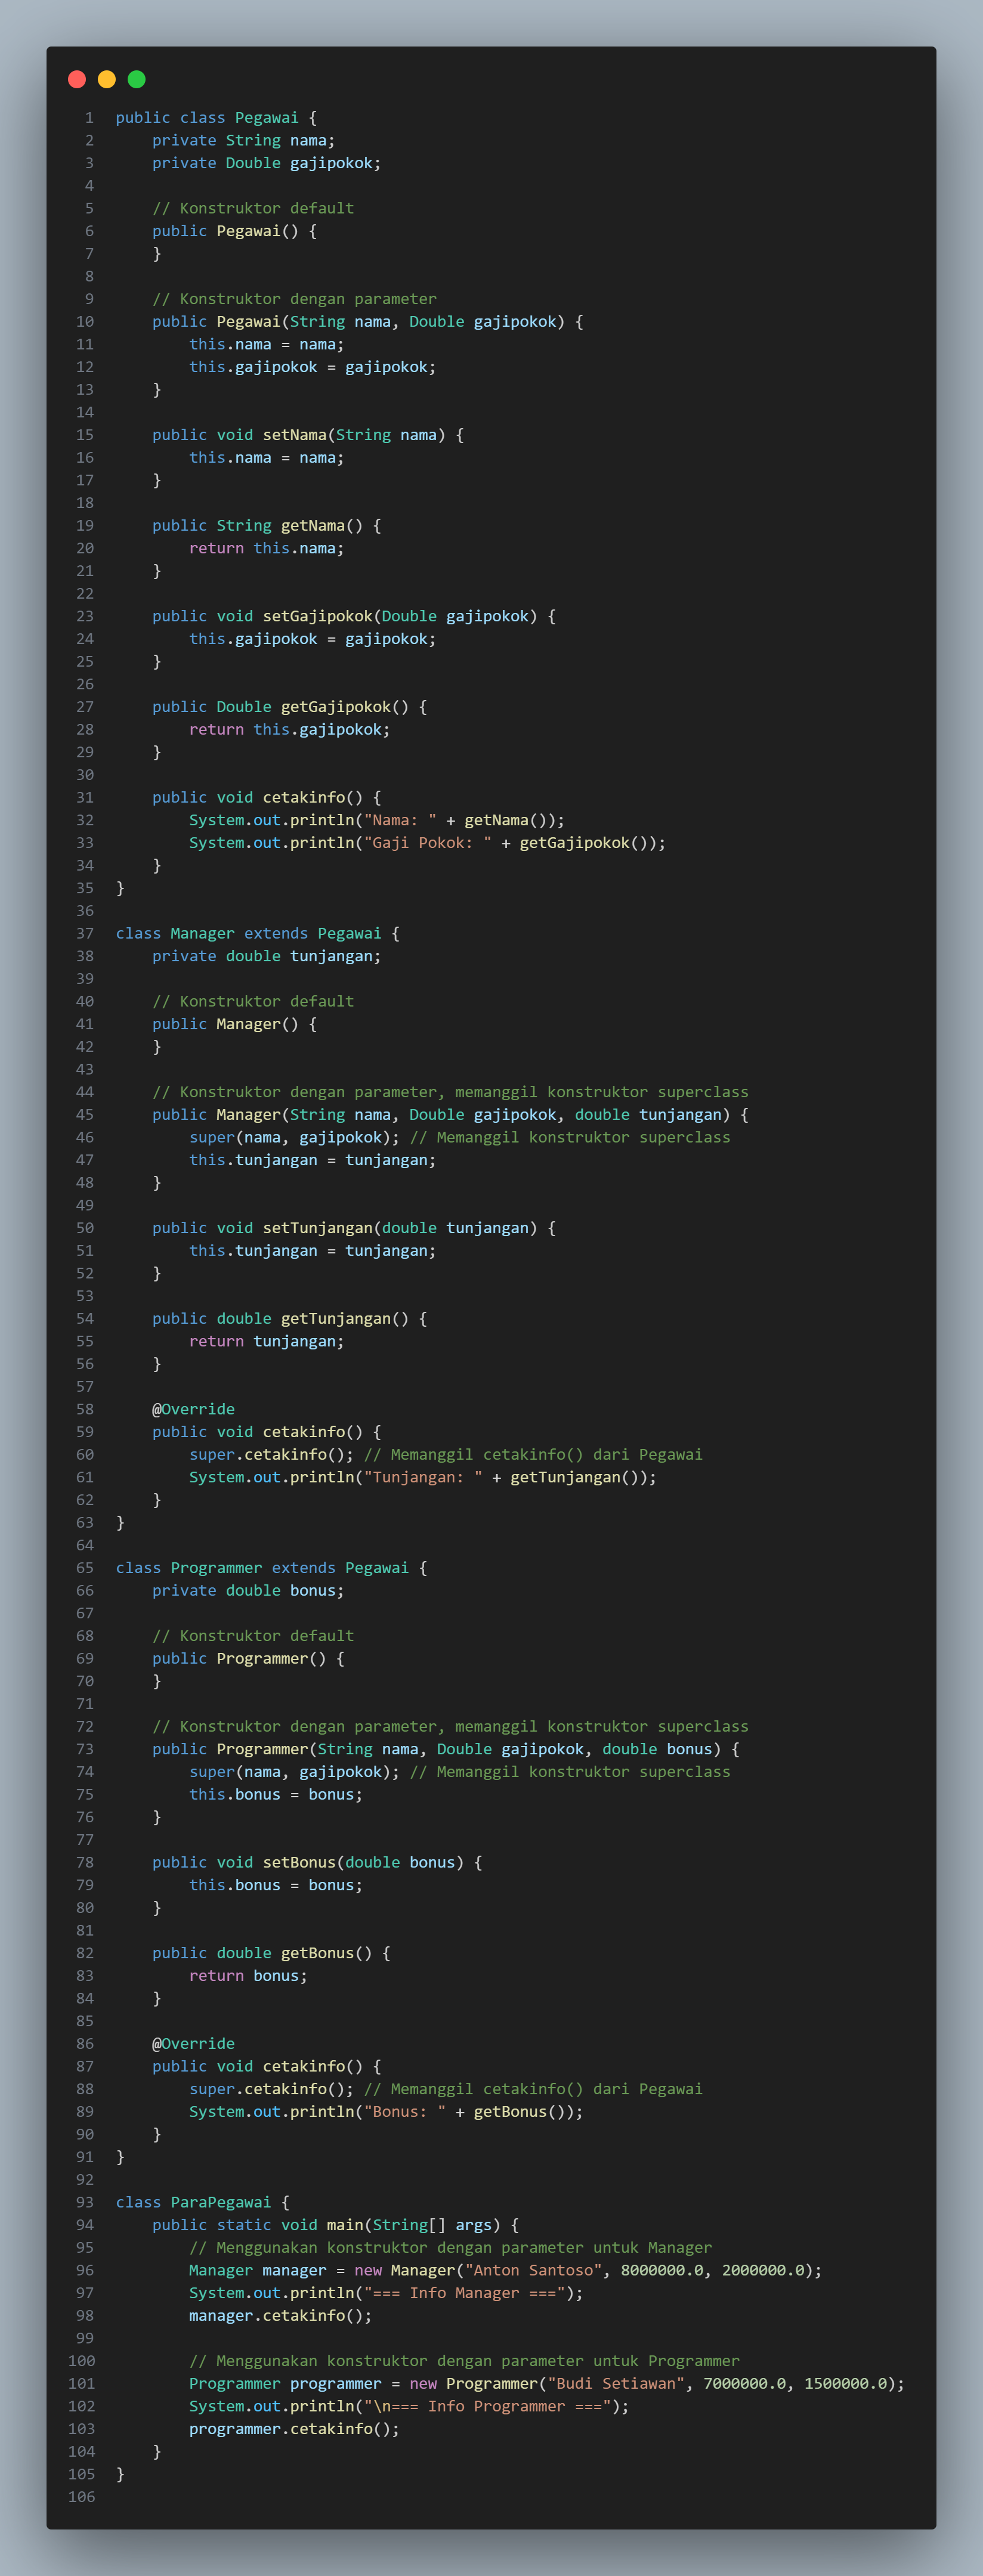 1 public class Pegawai {
2     private String nama;
3     private Double gajipokok;
4
5     // Konstruktor default
6     public Pegawai() {
7     }
8
9     // Konstruktor dengan parameter
10     public Pegawai(String nama, Double gajipokok) {
11         this.nama = nama;
12         this.gajipokok = gajipokok;
13     }
14
15     public void setNama(String nama) {
16         this.nama = nama;
17     }
18
19     public String getNama() {
20         return this.nama;
21     }
22
23     public void setGajipokok(Double gajipokok) {
24         this.gajipokok = gajipokok;
25     }
26
27     public Double getGajipokok() {
28         return this.gajipokok;
29     }
30
31     public void cetakinfo() {
32         System.out.println("Nama: " + getNama());
33         System.out.println("Gaji Pokok: " + getGajipokok());
34     }
35 }
36
37 class Manager extends Pegawai {
38     private double tunjangan;
39
40     // Konstruktor default
41     public Manager() {
42     }
43
44     // Konstruktor dengan parameter, memanggil konstruktor superclass
45     public Manager(String nama, Double gajipokok, double tunjangan) {
46         super(nama, gajipokok); // Memanggil konstruktor superclass
47         this.tunjangan = tunjangan;
48     }
49
50     public void setTunjangan(double tunjangan) {
51         this.tunjangan = tunjangan;
52     }
53
54     public double getTunjangan() {
55         return tunjangan;
56     }
57
58     @Override
59     public void cetakinfo() {
60         super.cetakinfo(); // Memanggil cetakinfo() dari Pegawai
61         System.out.println("Tunjangan: " + getTunjangan());
62     }
63 }
64
65 class Programmer extends Pegawai {
66     private double bonus;
67
68     // Konstruktor default
69     public Programmer() {
70     }
71
72     // Konstruktor dengan parameter, memanggil konstruktor superclass
73     public Programmer(String nama, Double gajipokok, double bonus) {
74         super(nama, gajipokok); // Memanggil konstruktor superclass
75         this.bonus = bonus;
76     }
77
78     public void setBonus(double bonus) {
79         this.bonus = bonus;
80     }
81
82     public double getBonus() {
83         return bonus;
84     }
85
86     @Override
87     public void cetakinfo() {
88         super.cetakinfo(); // Memanggil cetakinfo() dari Pegawai
89         System.out.println("Bonus: " + getBonus());
90     }
91 }
92
93 class ParaPegawai {
94     public static void main(String[] args) {
95         // Menggunakan konstruktor dengan parameter untuk Manager
96         Manager manager = new Manager("Anton Santoso", 8000000.0, 2000000.0);
97         System.out.println("=== Info Manager ===");
98         manager.cetakinfo();
99
100         // Menggunakan konstruktor dengan parameter untuk Programmer
101         Programmer programmer = new Programmer("Budi Setiawan", 7000000.0, 1500000.0);
102         System.out.println("\n=== Info Programmer ===");
103         programmer.cetakinfo();
104     }
105 }
106